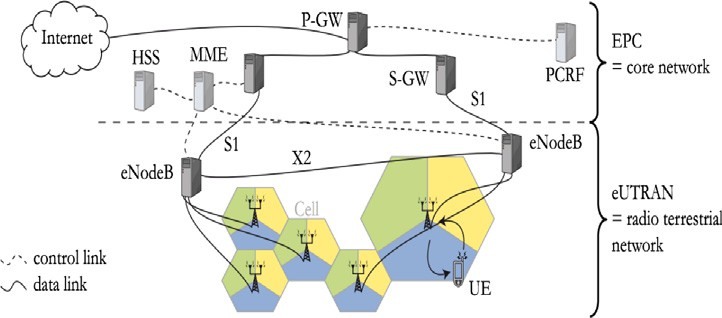 P-GW
Internet
HSS
MME
S-GW
PCRF
EPC
= core network
S1
S1
eNodeB
X2
eNodeB
Cell
UE
eUTRAN
= radio terrestrial
network
control link
data link